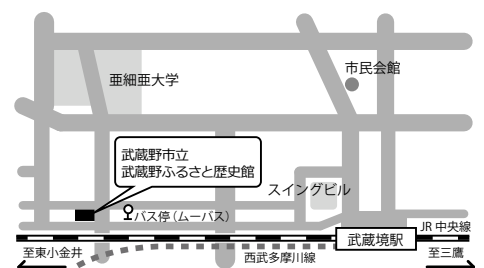 市民会館
亜細亜大学
武蔵野市立
武蔵野ふるさと歴史館
スイングビル
バス停(ムーバス)
JR 中央線
武蔵境駅
至東小金井
西武多摩川線
至三鷹